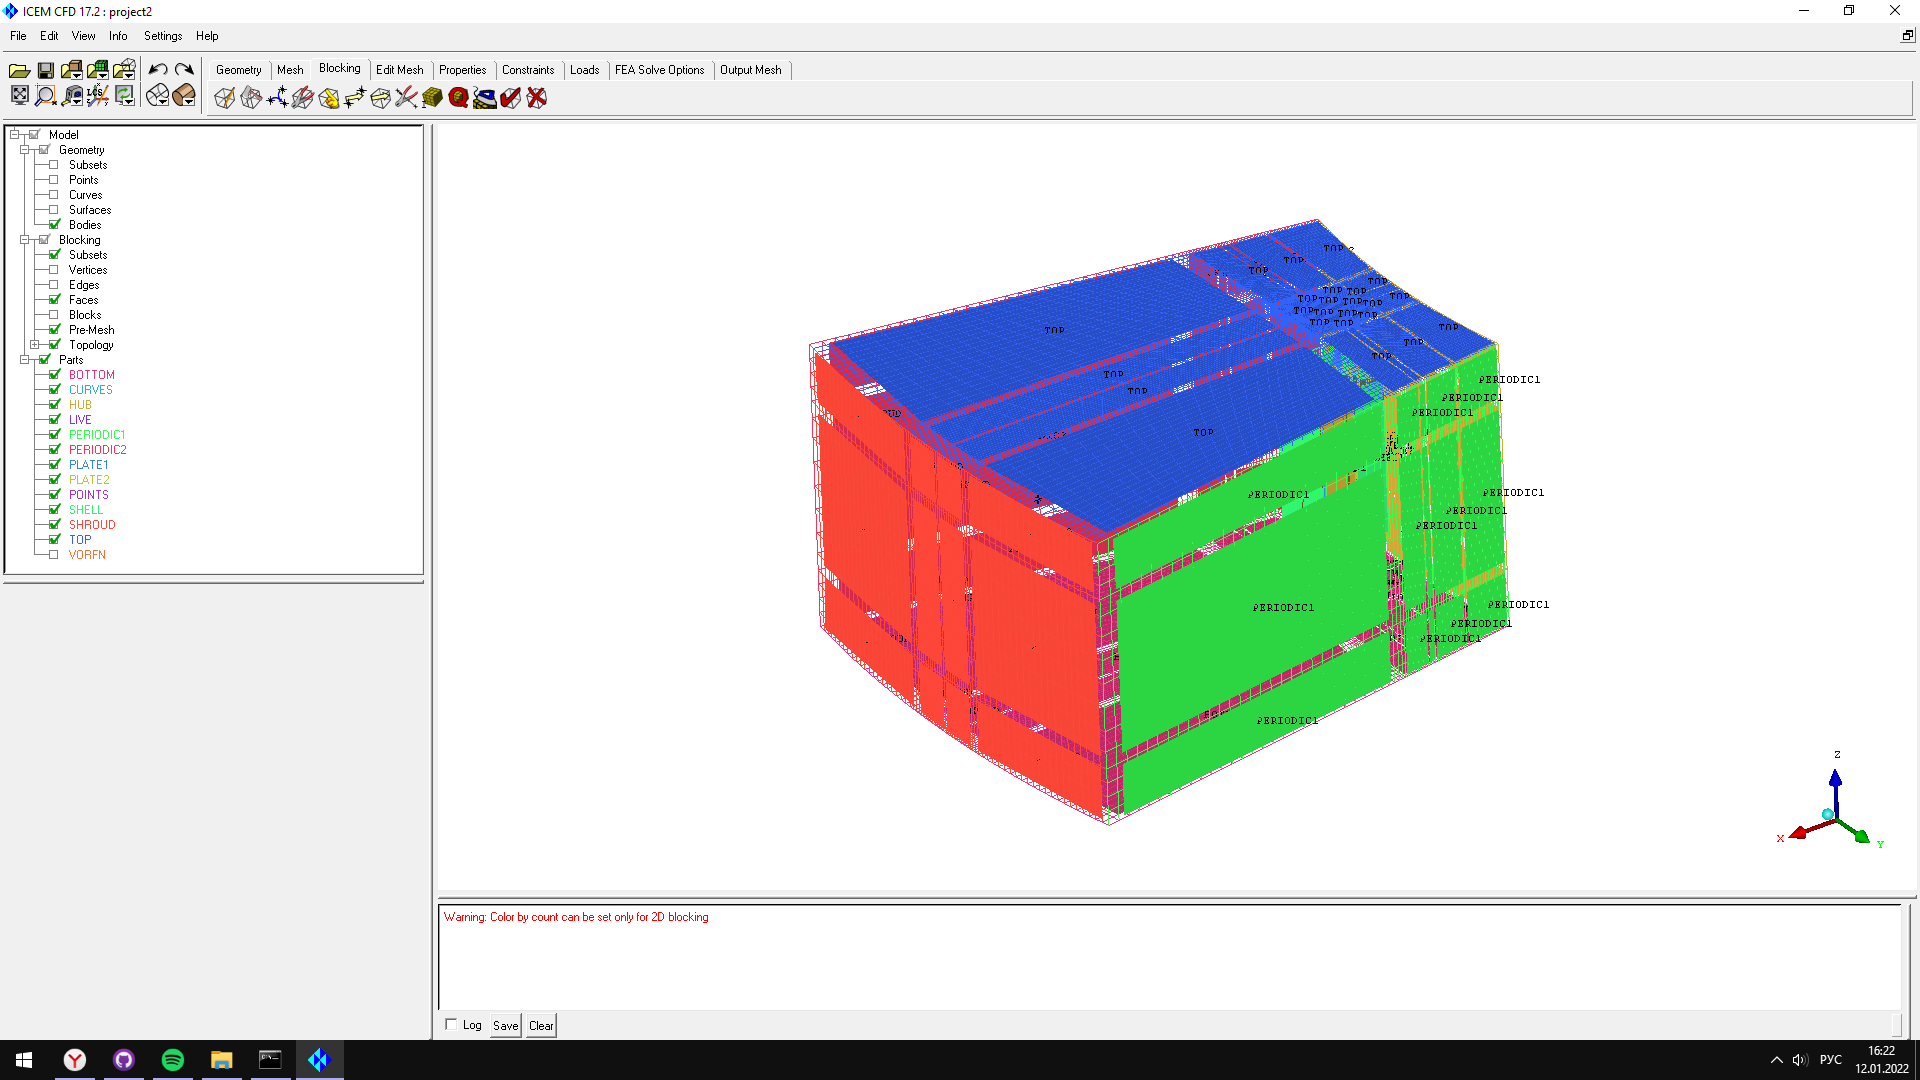 ICEM CFD 17.2 : project2
File Edit View Info Settings Help
Geometry Mesh Blocking Edit Mesh Properties Constraints Loads FEA Solve Options Output Mesh
LCS
Model
Geometry
Subsets
Points
Curves
Surfaces
Bodies
Blocking
Subsets
Vertices
Edges
Faces
Blocks
Pre-Mesh
Topology
Parts
BOTTOM
CURVES
HUB
LIVE
PERIODIC1
PERIODIC2
PLATE1
PLATE2
POINTS
SHELL
SHROUD
TOP
VORFN
TOP
TOP
TOP
TOP
TOP
TOP
TOP
TOP
TOP TOP TOP
TOP TOP TOP TOP
TOP TOP TOP TOP
TOP TOP
TOP
TOP
TOP
PERIODIC1
PERIODIC1
PERIODIC1
PERIODIC1
PERIODIC1
PERIODIC1
PERIODIC1
PERIODIC1
PERIODIC1
PERIODIC1
PERIODIC1
PERIODIC1
Z
X
Y
Warning: Color by count can be set only for 2D blocking
Log Save Clear
РУС
16:22
12.01.2022